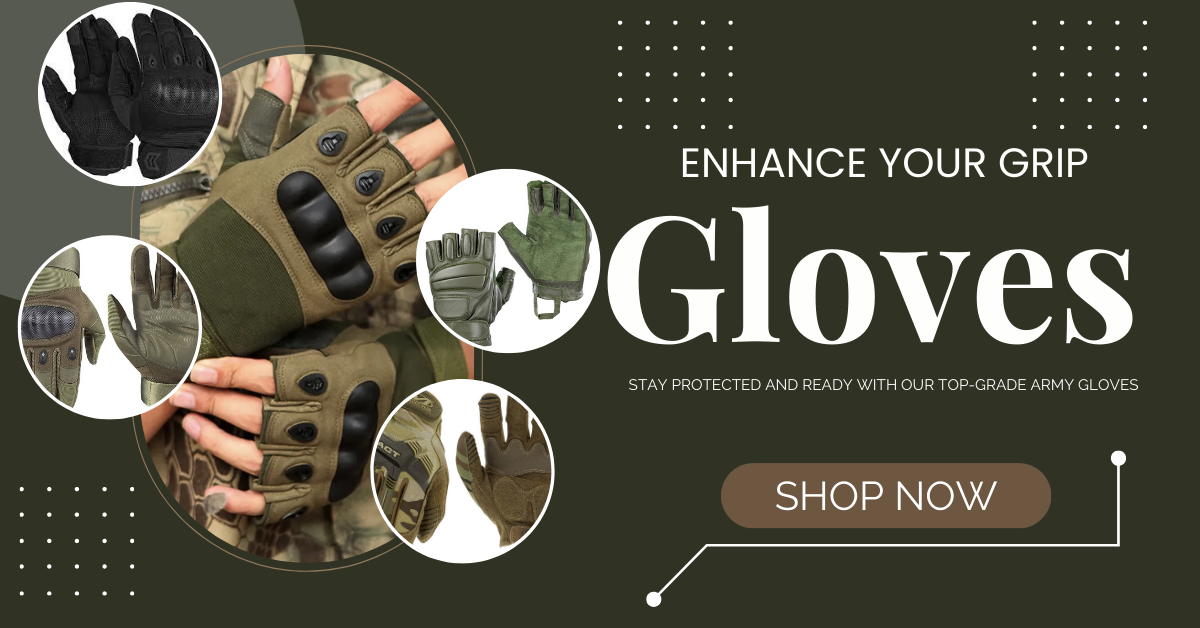 ENHANCE YOUR GRIP
Gloves
STAY PROTECTED AND READY WITH OUR TOP-GRADE ARMY GLOVES
SHOP NOW